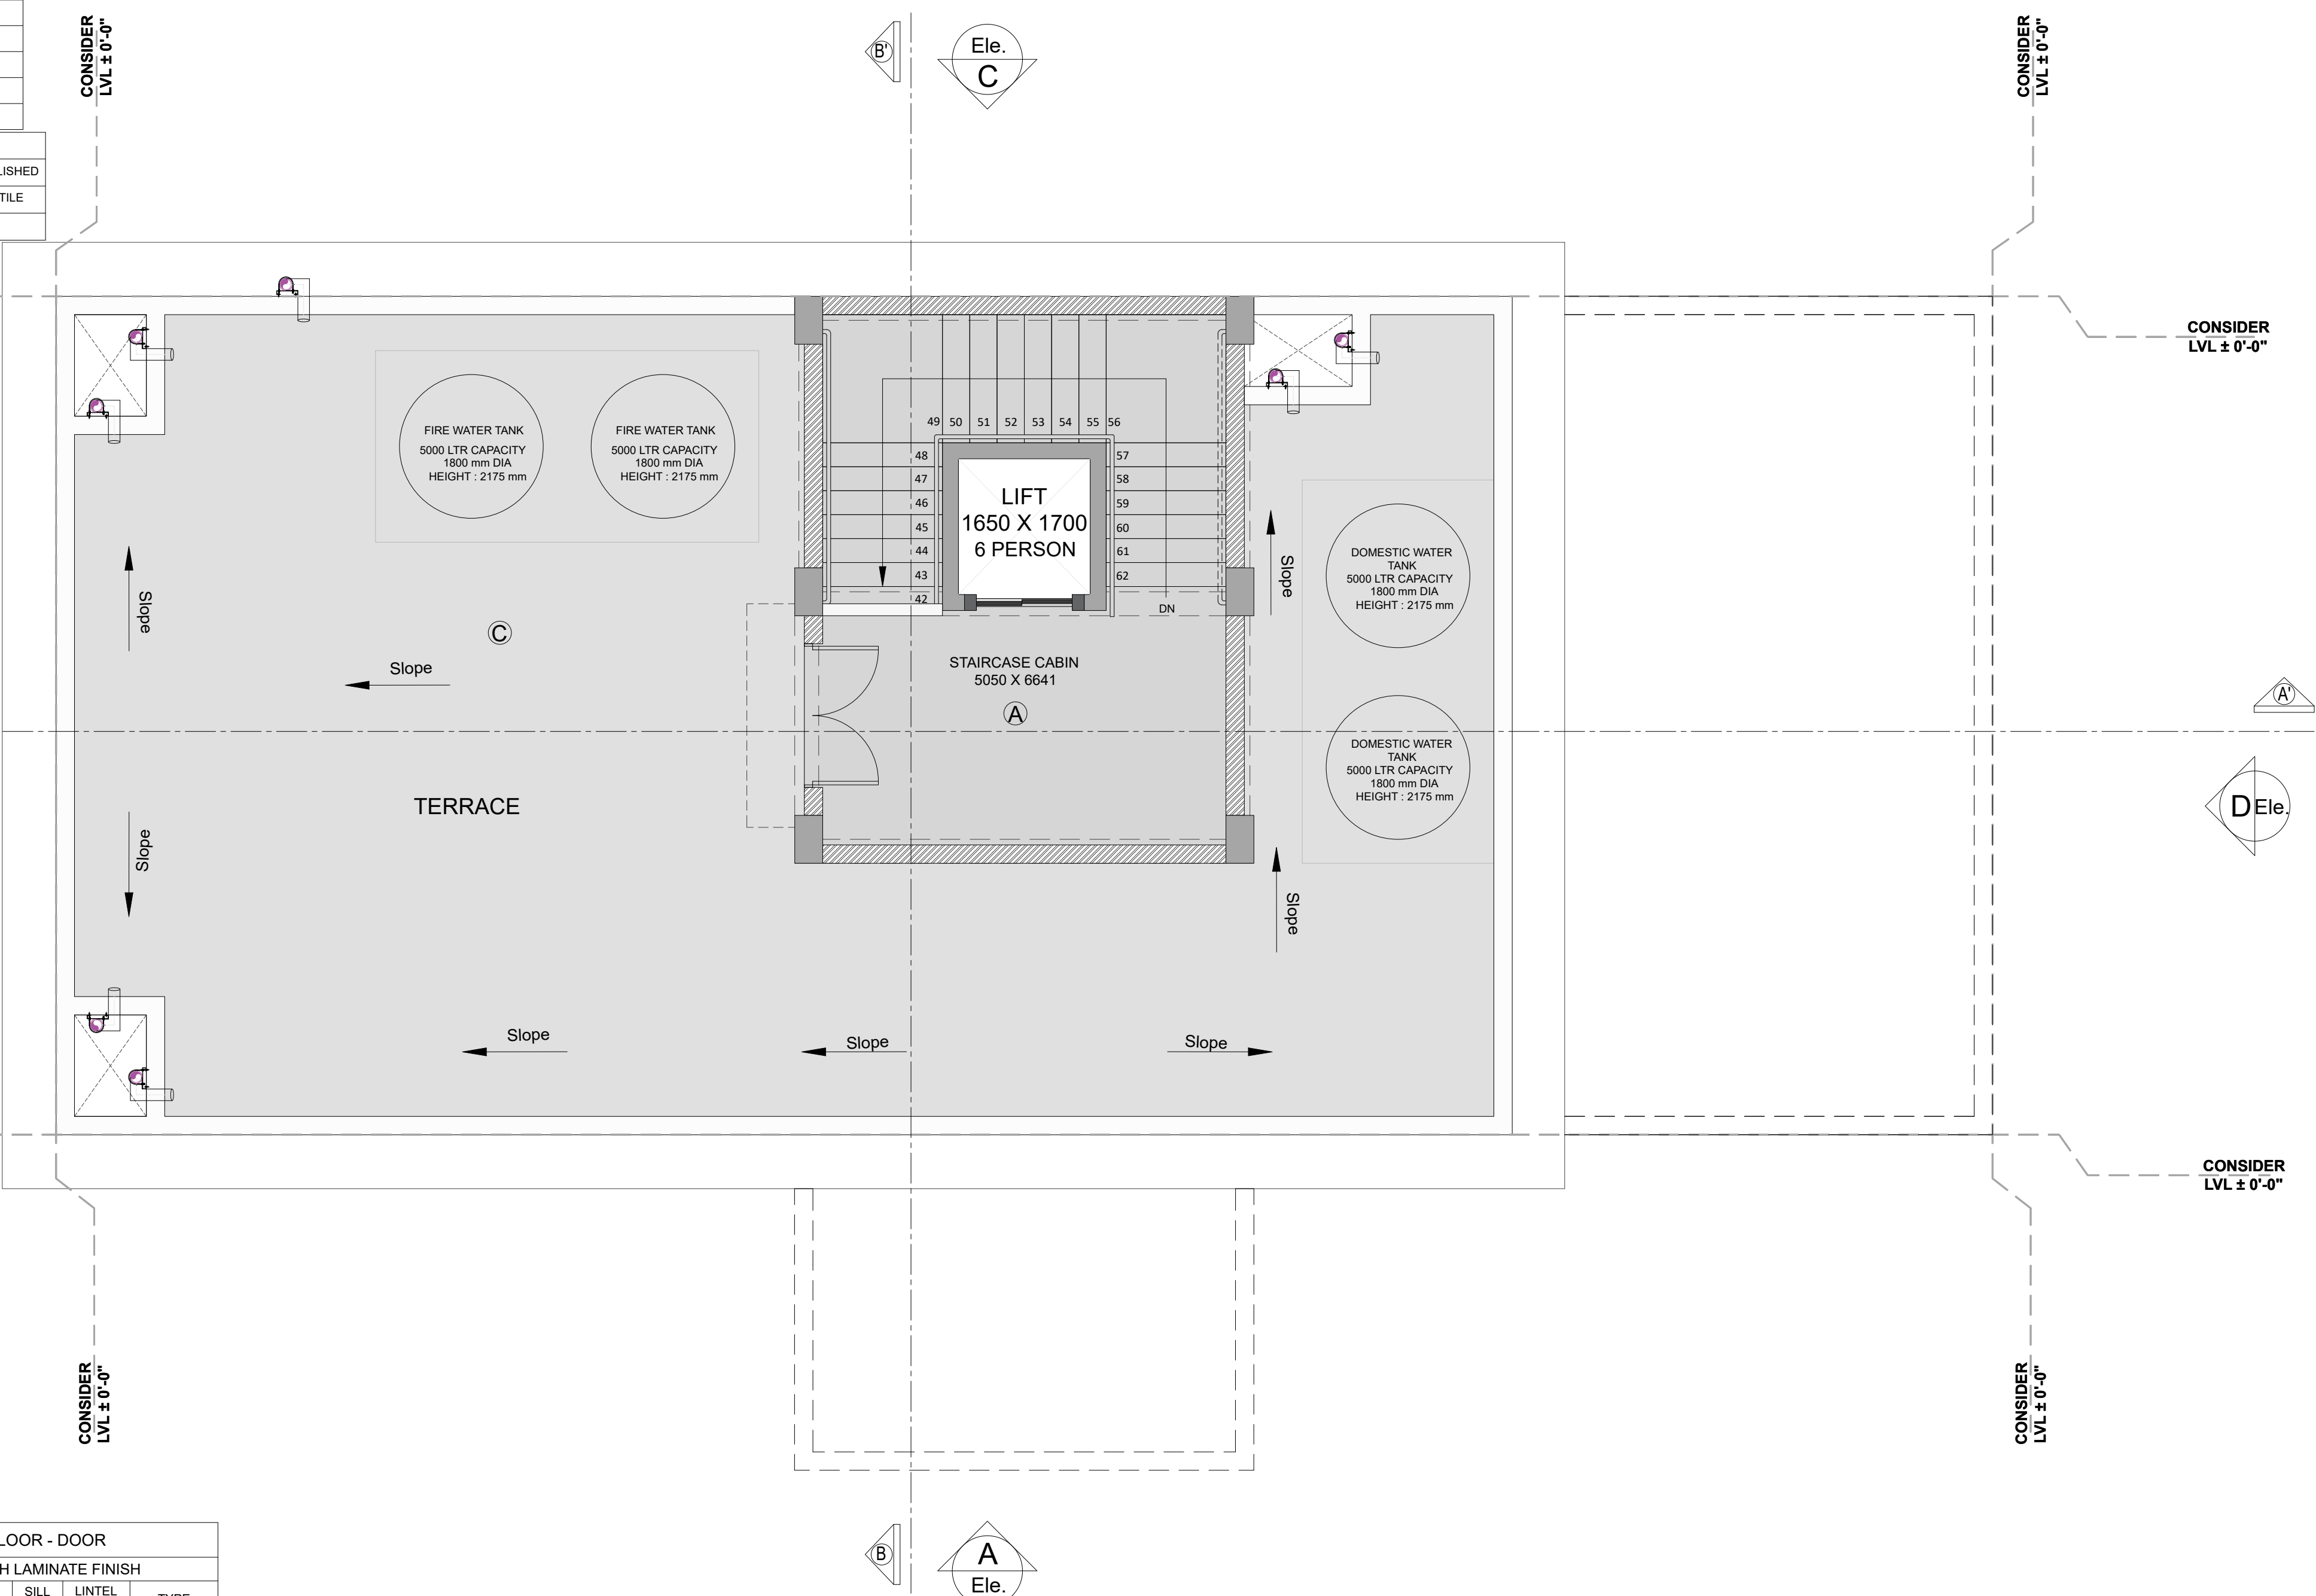 CONSIDER
LVL ± 0'-0"
B'
Ele.
C
CONSIDER
LVL ± 0'-0"
LISHED
TILE
CONSIDER
LVL ± 0'-0"
FIRE WATER TANK
5000 LTR CAPACITY
1800 mm DIA
HEIGHT : 2175 mm
FIRE WATER TANK
5000 LTR CAPACITY
1800 mm DIA
HEIGHT : 2175 mm
49 50 51 52 53 54 55 56
48
47
46
45
44
43
42
LIFT
1650 X 1700
6 PERSON
57
58
59
60
61
62
DN
Slope
DOMESTIC WATER
TANK
5000 LTR CAPACITY
1800 mm DIA
HEIGHT : 2175 mm
Slope
C
Slope
STAIRCASE CABIN
5050 X 6641
A
A'
DOMESTIC WATER
TANK
5000 LTR CAPACITY
1800 mm DIA
HEIGHT : 2175 mm
TERRACE
D Ele.
Slope
Slope
Slope
Slope
Slope
CONSIDER
LVL ± 0'-0"
CONSIDER
LVL ± 0'-0"
CONSIDER
LVL ± 0'-0"
LOOR - DOOR
H LAMINATE FINISH
SILL
LINTEL
B
A
Ele.